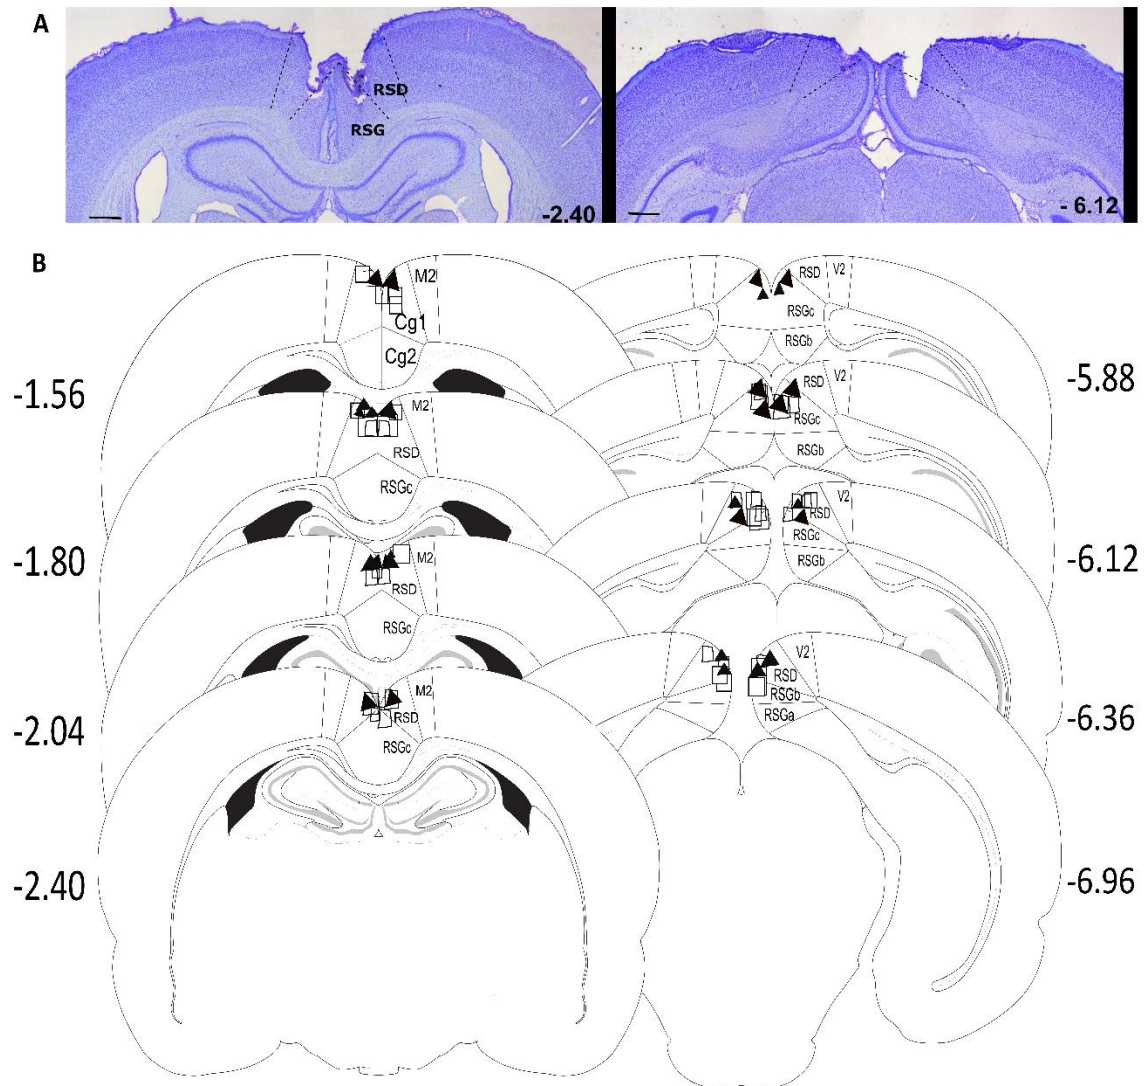 A
RSD
RSG
-2.40
- 6.12
B
M2
Cg1
Cg2
-1.56
M2
RSD
RSGc
-1.80
M2
RSD
RSGc
-2.04
M2
RSD
RSGc
-2.40
RSD
V2
RSGc
RSGb
-5.88
RSD
V2
RSGc
RSGb
-6.12
V2
RSD
RSGc
RSGb
-6.36
V2
RSD
RSGb
RSGa
-6.96